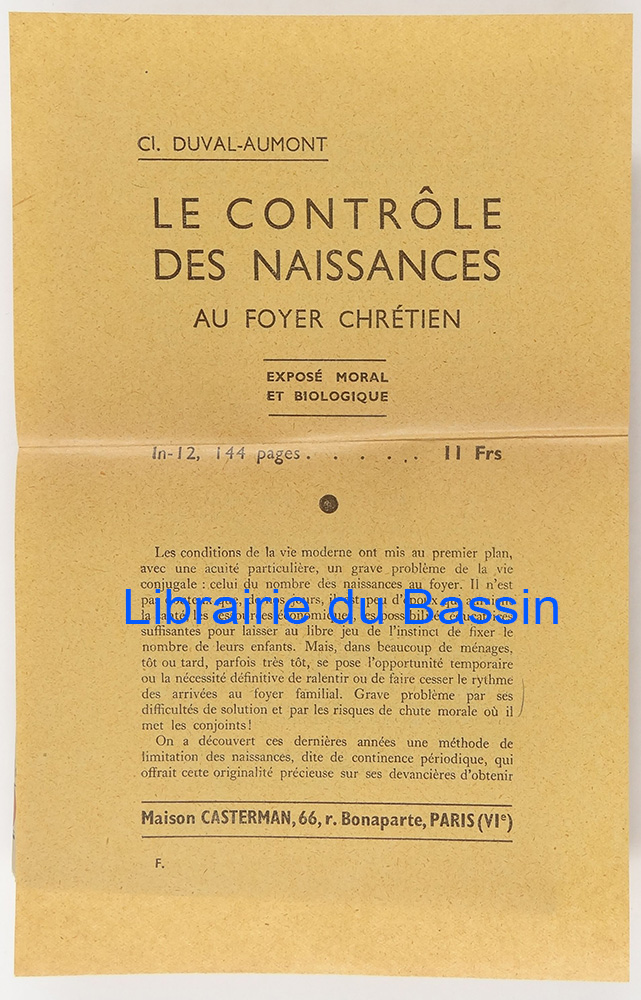 Cl. DUVAL-AUMONT
LE CONTRÔLE
DES NAISSANCES
AU FOYER CHRÉTIEN
EXPOSÉ MORAL
ET BIOLOGIQUE
In-12, 144 pages . . . . . . 11 Frs
Les conditions de la vie moderne ont mis au premier plan,
avec une acuité particulière, un grave problème de la vie
conjugale : celui du nombre des naissances au foyer. Il n'est
Librairie du Bassin
suffisantes pour laisser au libre jeu de l'instinct de fixer le
nombre de leurs enfants. Mais, dans beaucoup de ménages,
tôt ou tard, parfois très tôt, se pose l'opportunité temporaire
ou la nécessité définitive de ralentir ou de faire cesser le rythme
des arrivées au foyer familial. Grave problème par ses
difficultés de solution et par les risques de chute morale où il
met les conjoints !
On a découvert ces dernières années une méthode de
limitation des naissances, dite de continence périodique, qui
offrait cette originalité précieuse sur ses devancières d'obtenir
Maison CASTERMAN, 66, r. Bonaparte, PARIS (VIe)
F.